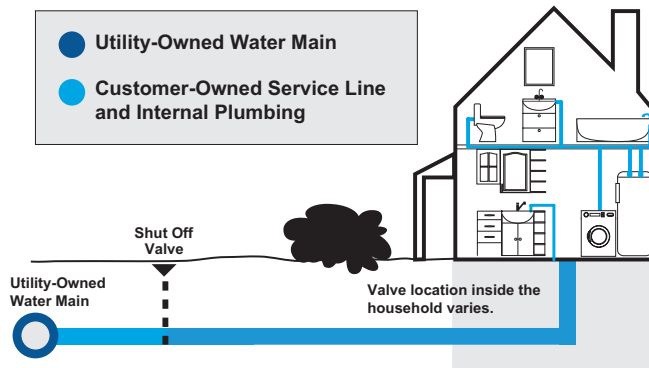 Utility-Owned Water Main
Customer-Owned Service Line
and Internal Plumbing
Shut Off
Valve
Utility-Owned
Water Main
Valve location inside the
household varies.